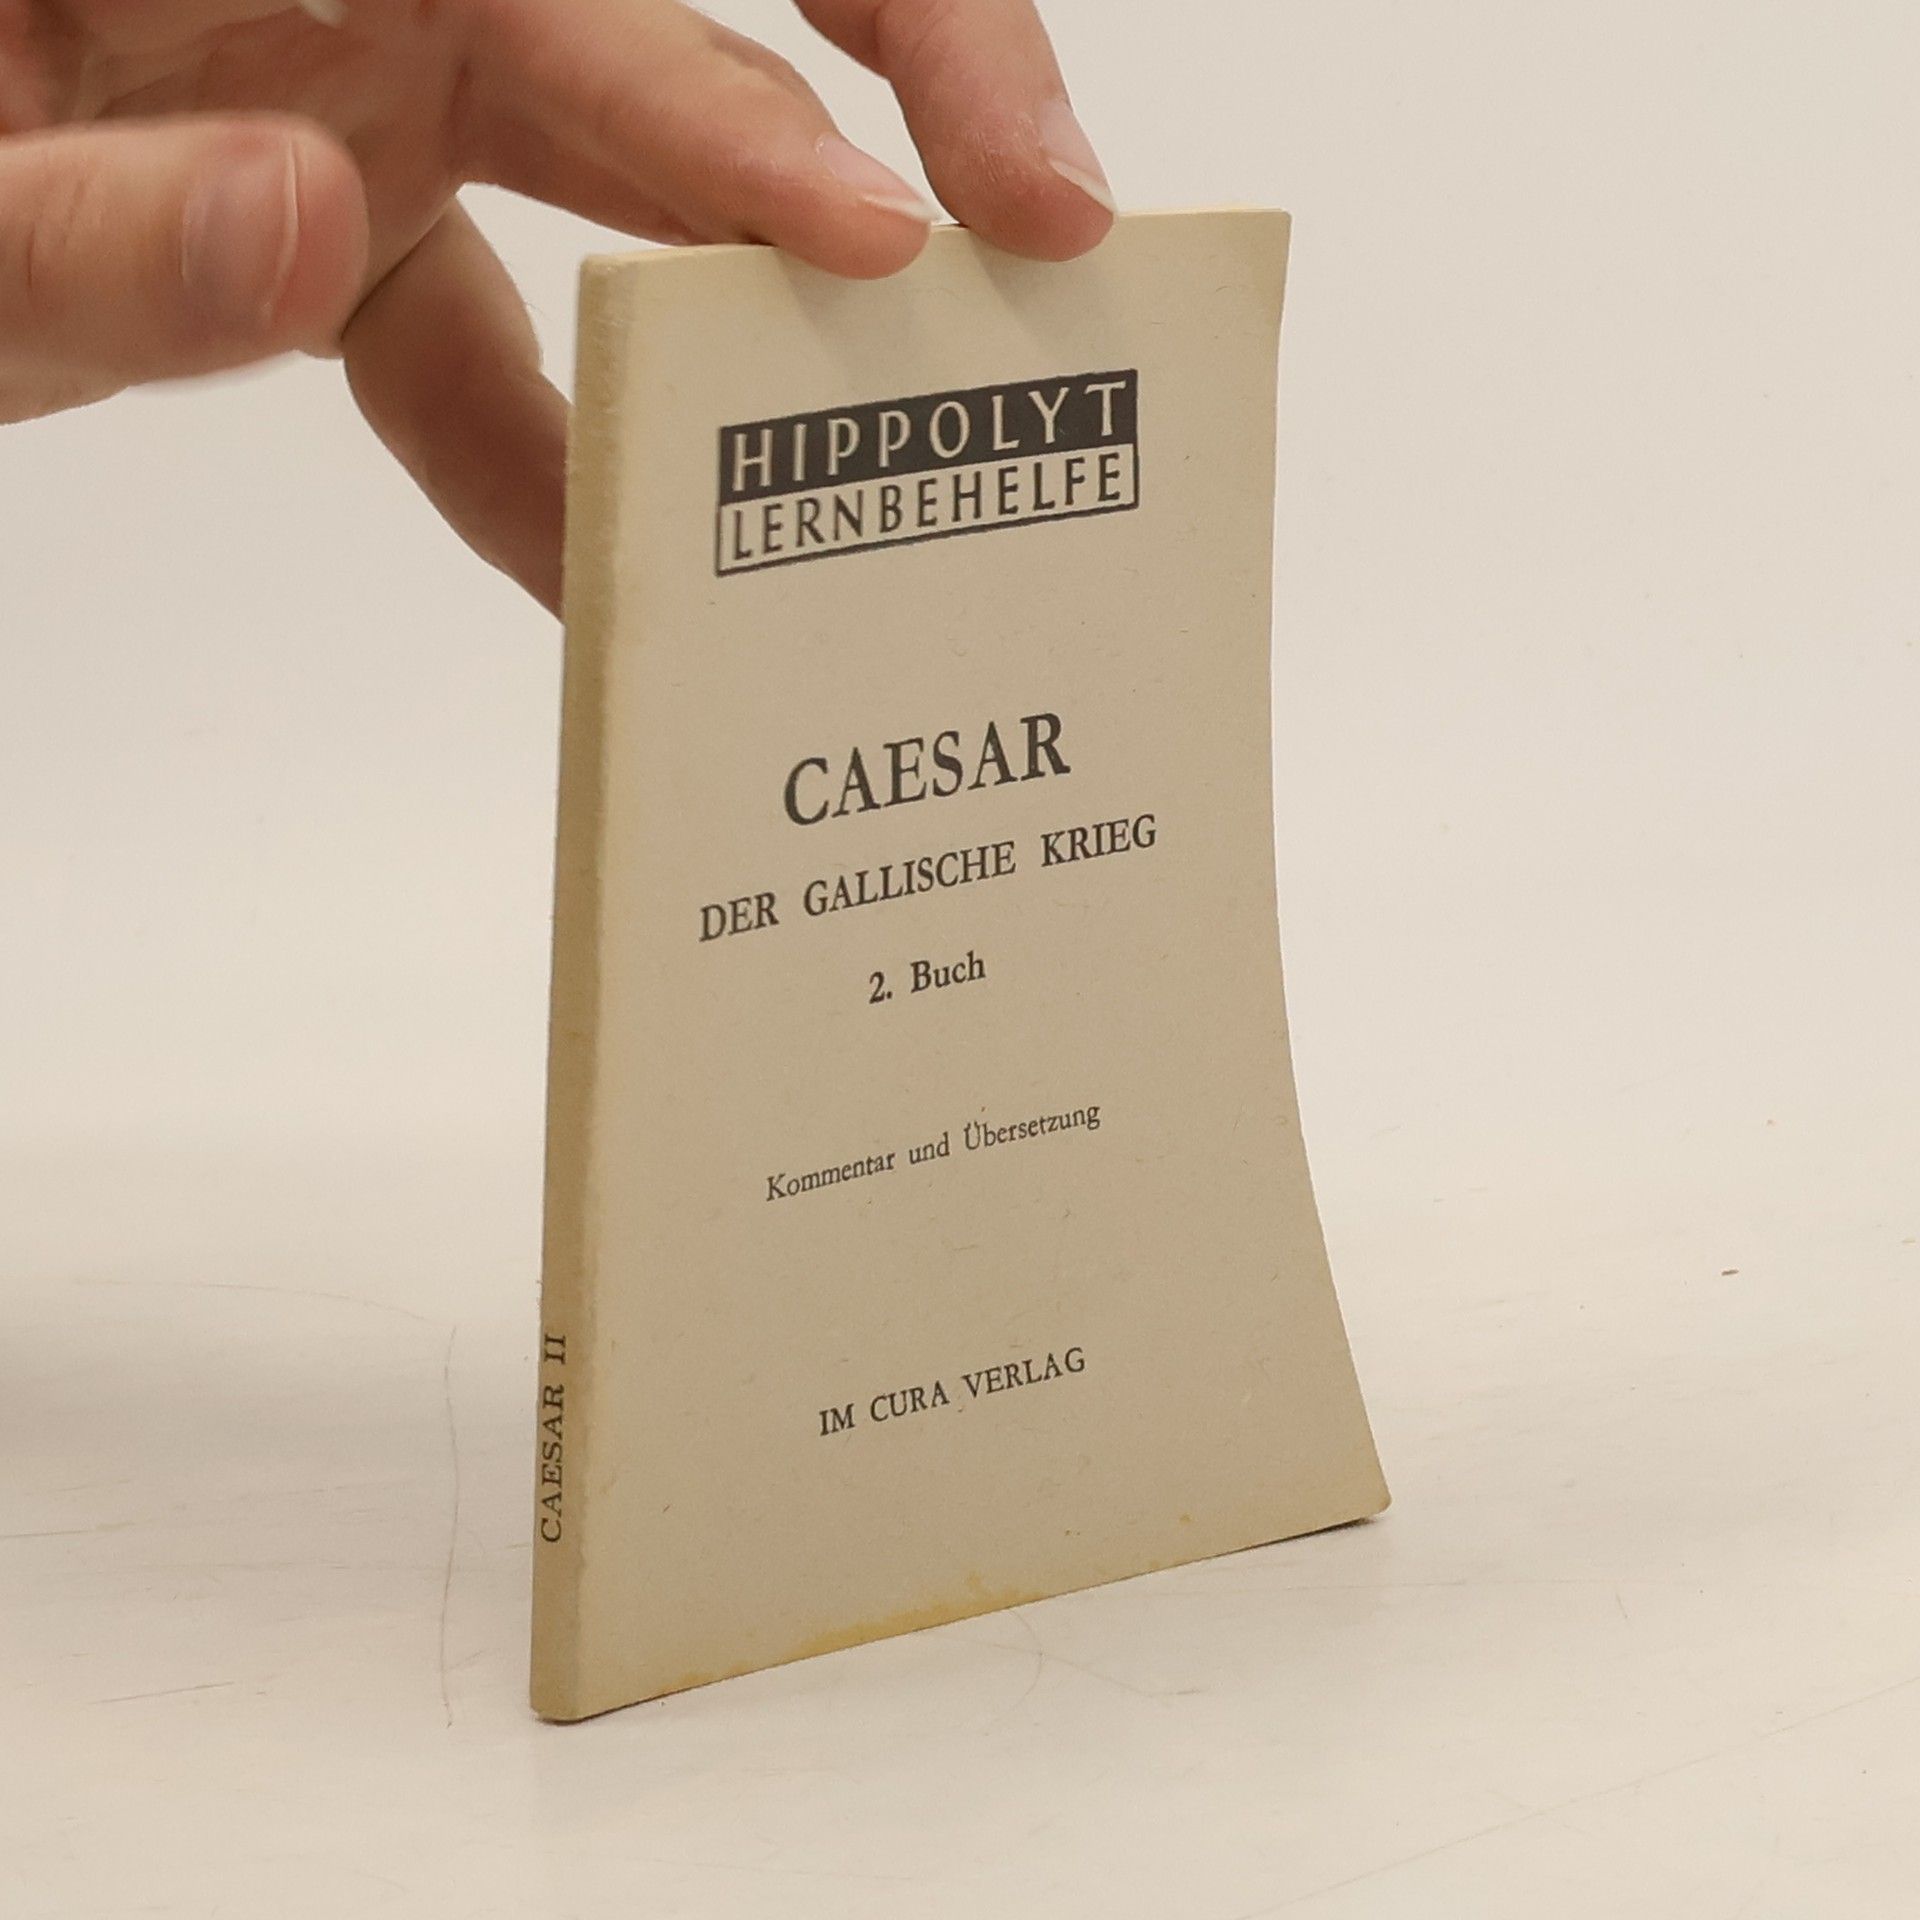 HIPPOLYT
LERNBEHELFE
CAESAR
DER GALLISCHE KRIEG
2. Buch
Kommentar und Übersetzung
IM CURA VERLAG
CAESAR II